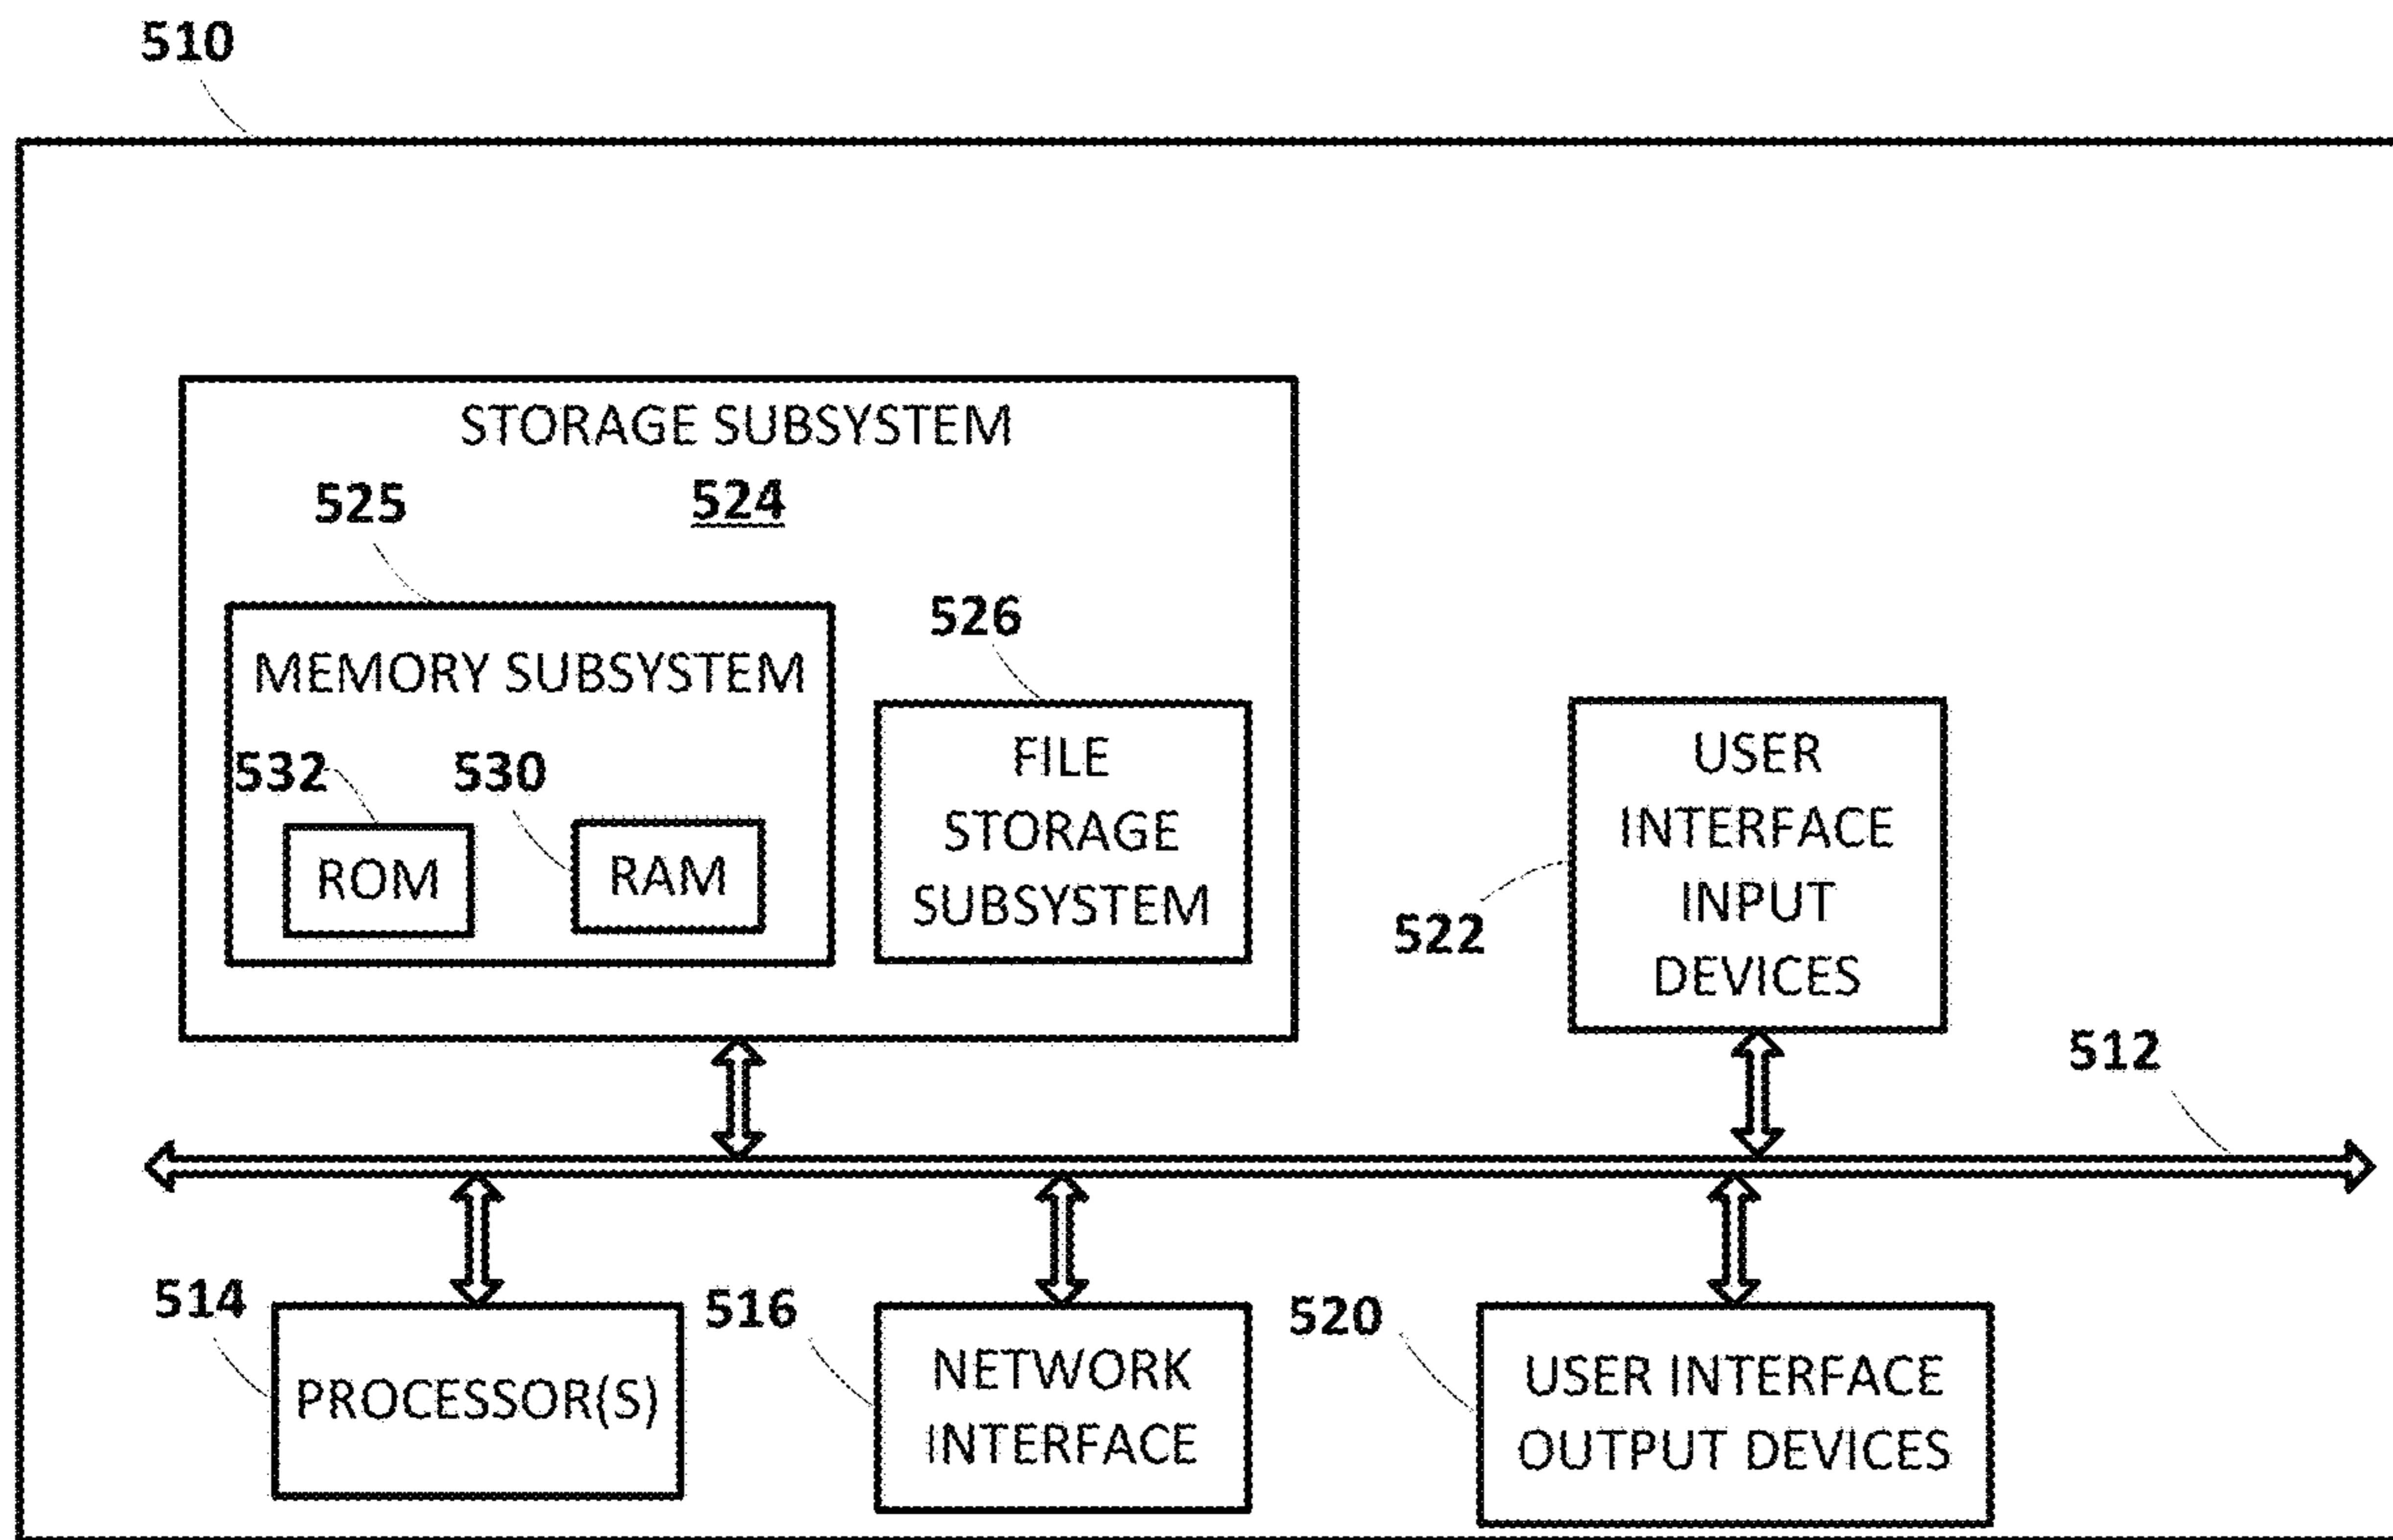 510
STORAGE SUBSYSTEM
525
524
526
MEMORY SUBSYSTEM
532
530
ROM
RAM
FILE
STORAGE
SUBSYSTEM
USER
INTERFACE
INPUT
DEVICES
522
512
514
516
520
PROCESSOR(S)
NETWORK
INTERFACE
USER INTERFACE
OUTPUT DEVICES